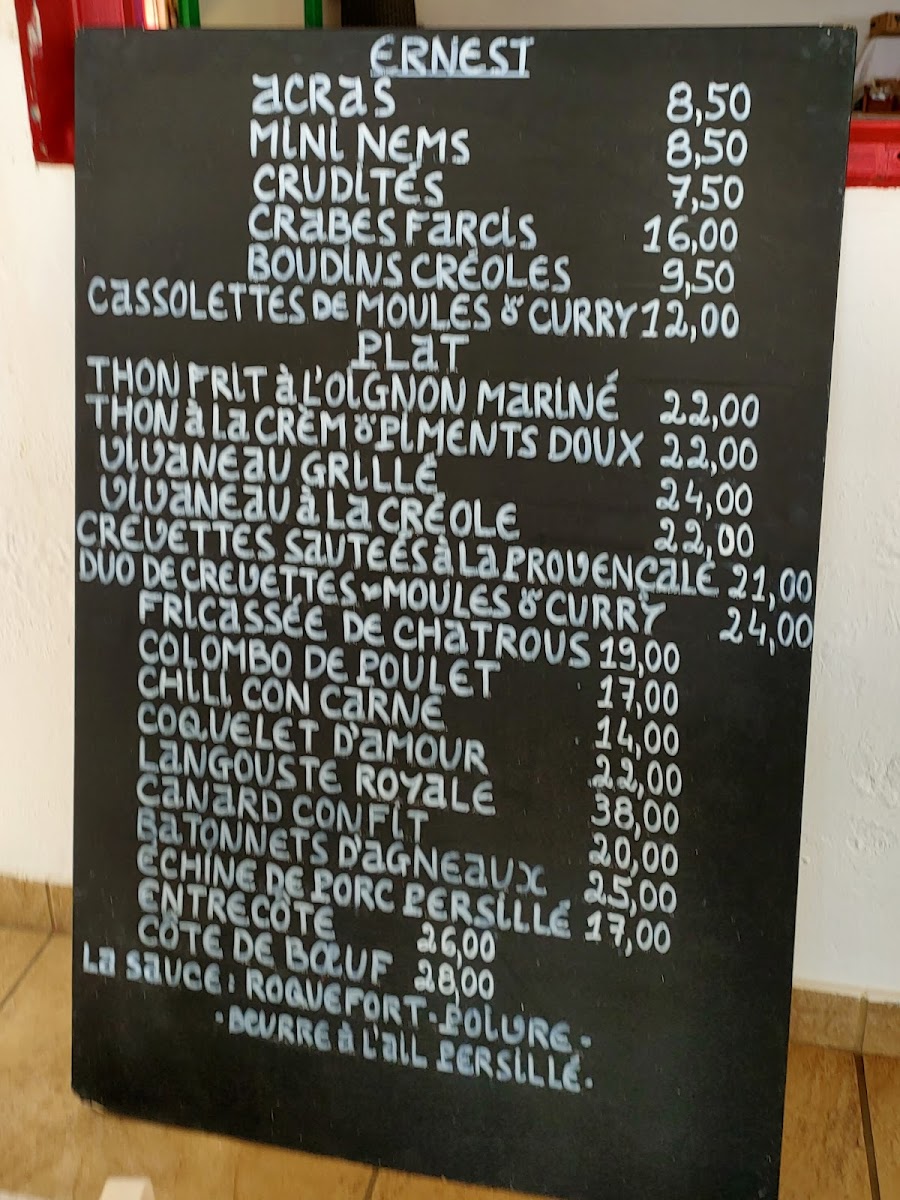 ERNEST
ACRAS 8,50
MINI NEMS 8,50
CRUDITÉS 7,50
CRABES FARCIS 16,00
BOUDINS CRÉOLES 9,50
CASSOLETTES DE MOULES & CURRY 12,00
PLAT
THON FRIT À L'OIGNON MARINÉ 22,00
THON À LA CRÈM & PIMENTS DOUX 22,00
VIVANEAU GRILLÉ 24,00
VIVANEAU À LA CRÉOLE 22,00
CREVETTES SAUTEÉS À LA PROVENÇALE 21,00
DUO DE CREVETTES - MOULES & CURRY 24,00
FRICASSÉE DE CHATROUS 19,00
COLOMBO DE POULET 17,00
CHILI CON CARNE 14,00
COQUELET D'AMOUR 22,00
LANGOUSTE ROYALE 38,00
CANARD CONFIT 20,00
BATONNETS D'AGNEAUX 25,00
ÉCHINE DE PORC PERSILLÉ 17,00
ENTRECÔTE 26,00
CÔTE DE BŒUF 28,00
LA SAUCE : ROQUEFORT - POIVRE -
- BEURRE À L'AIL PERSILLÉ.